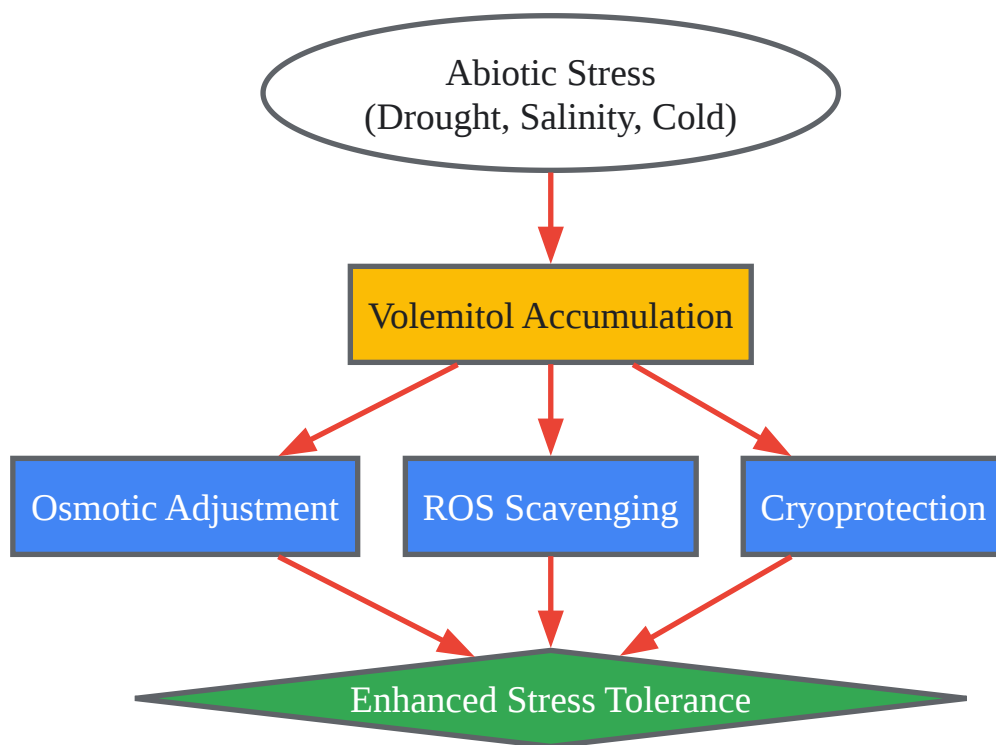 Abiotic Stress
(Drought, Salinity, Cold)
Volemitol Accumulation
Osmotic Adjustment
ROS Scavenging
Cryoprotection
Enhanced Stress Tolerance